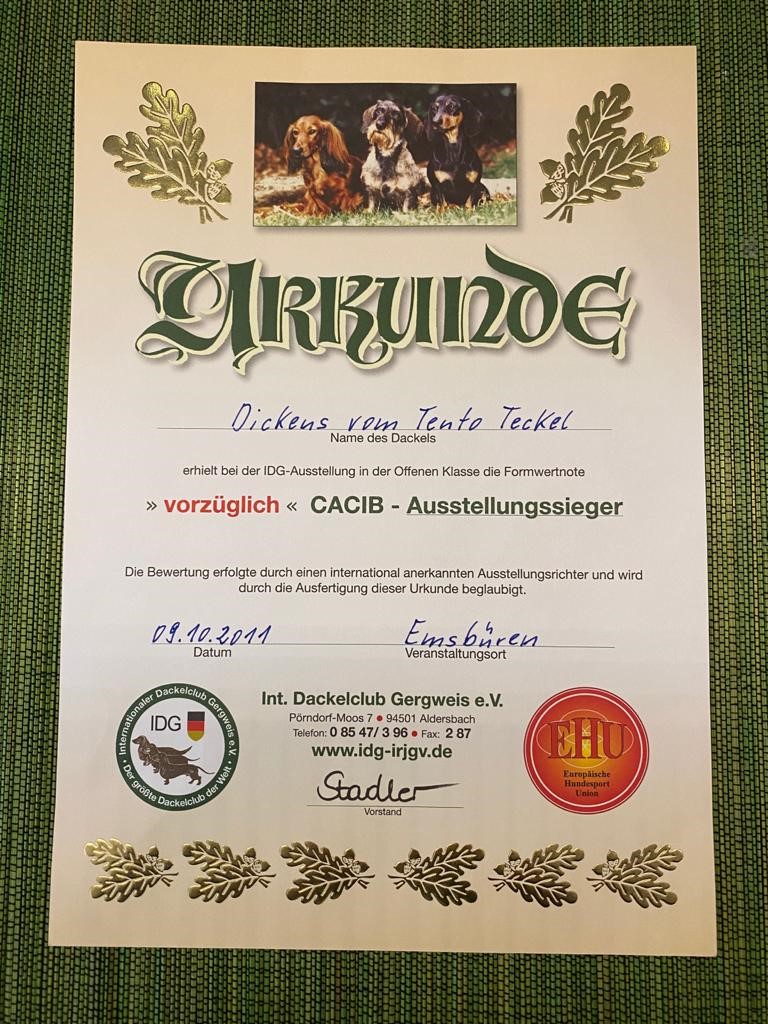 Urkunde
Dickens vom Tento Teckel
Name des Dackels
erhielt bei der IDG-Ausstellung in der Offenen Klasse die Formwertnote
» vorzüglich « CACIB - Ausstellungssieger
Die Bewertung erfolgte durch einen international anerkannten Ausstellungsrichter und wird
durch die Ausfertigung dieser Urkunde beglaubigt.
09.10.2011 Emsbüren
Datum Veranstaltungsort
Internationaler Dackelclub Gergweis e.V.
IDG
Der größte Dackelclub der Welt
Int. Dackelclub Gergweis e.V.
Pörndorf-Moos 7 • 94501 Aldersbach
Telefon: 0 85 47/ 3 96 • Fax: 2 87
www.idg-irjgv.de
Stadler
Vorstand
EHU
Europäische
Hundesport
Union